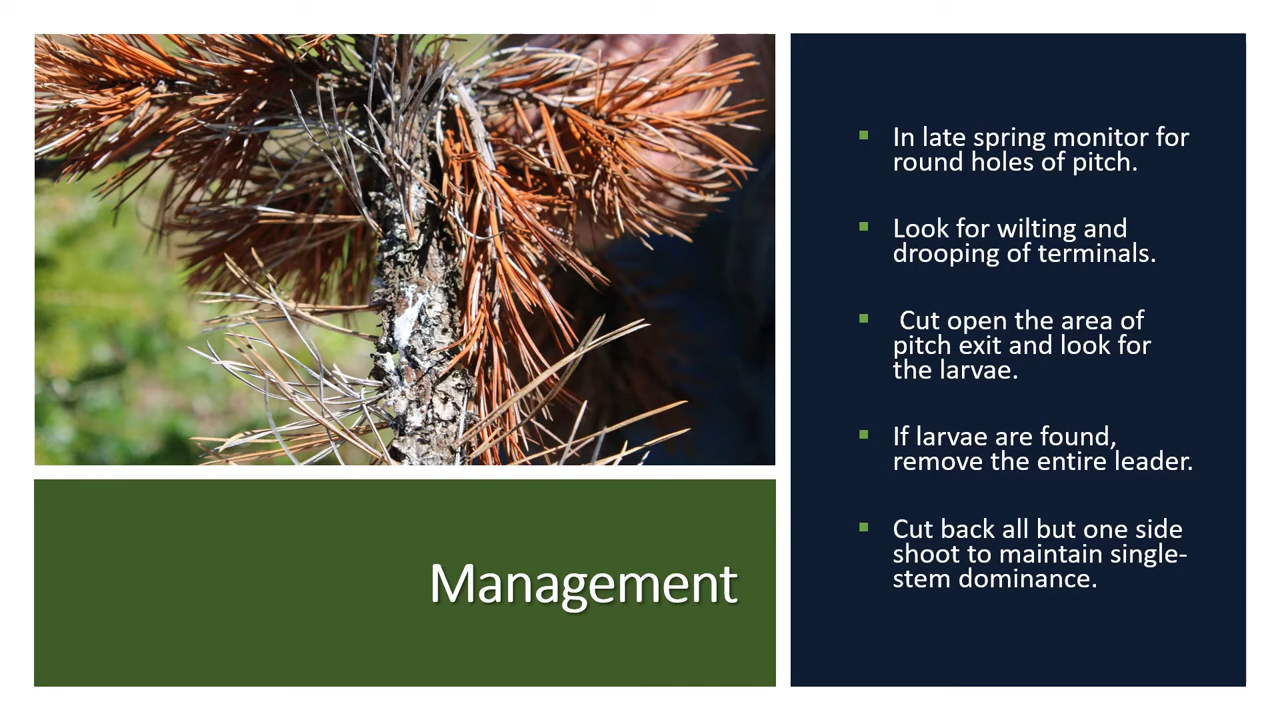 In late spring monitor for
round holes of pitch.
Look for wilting and
drooping of terminals.
Cut open the area of
pitch exit and look for
the larvae.
If larvae are found,
remove the entire leader.
Cut back all but one side
shoot to maintain single-
stem dominance.
Management